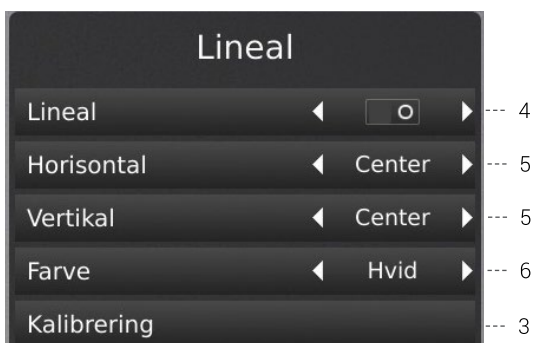 Lineal
Lineal O --- 4
Horisontal Center --- 5
Vertikal Center --- 5
Farve Hvid --- 6
Kalibrering --- 3